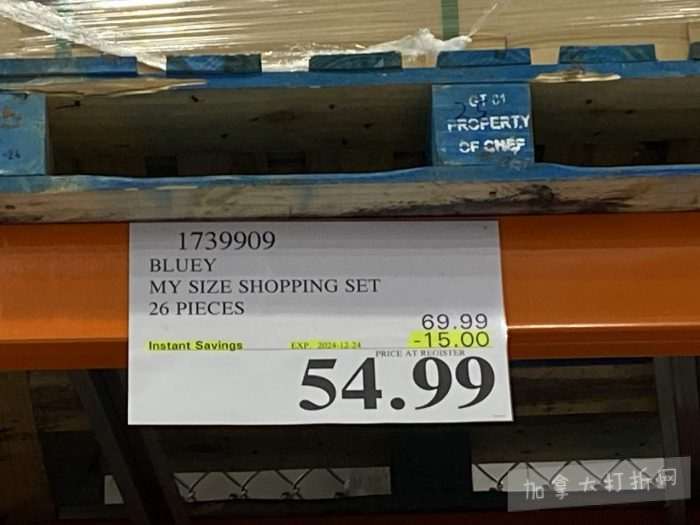 GT 01
PROPERTY
OF CHEP
-24
1739909
BLUEY
MY SIZE SHOPPING SET
26 PIECES
69.99
Instant Savings EXP. 2024-12-24 -15.00
PRICE AT REGISTER
54.99
加拿大打折网